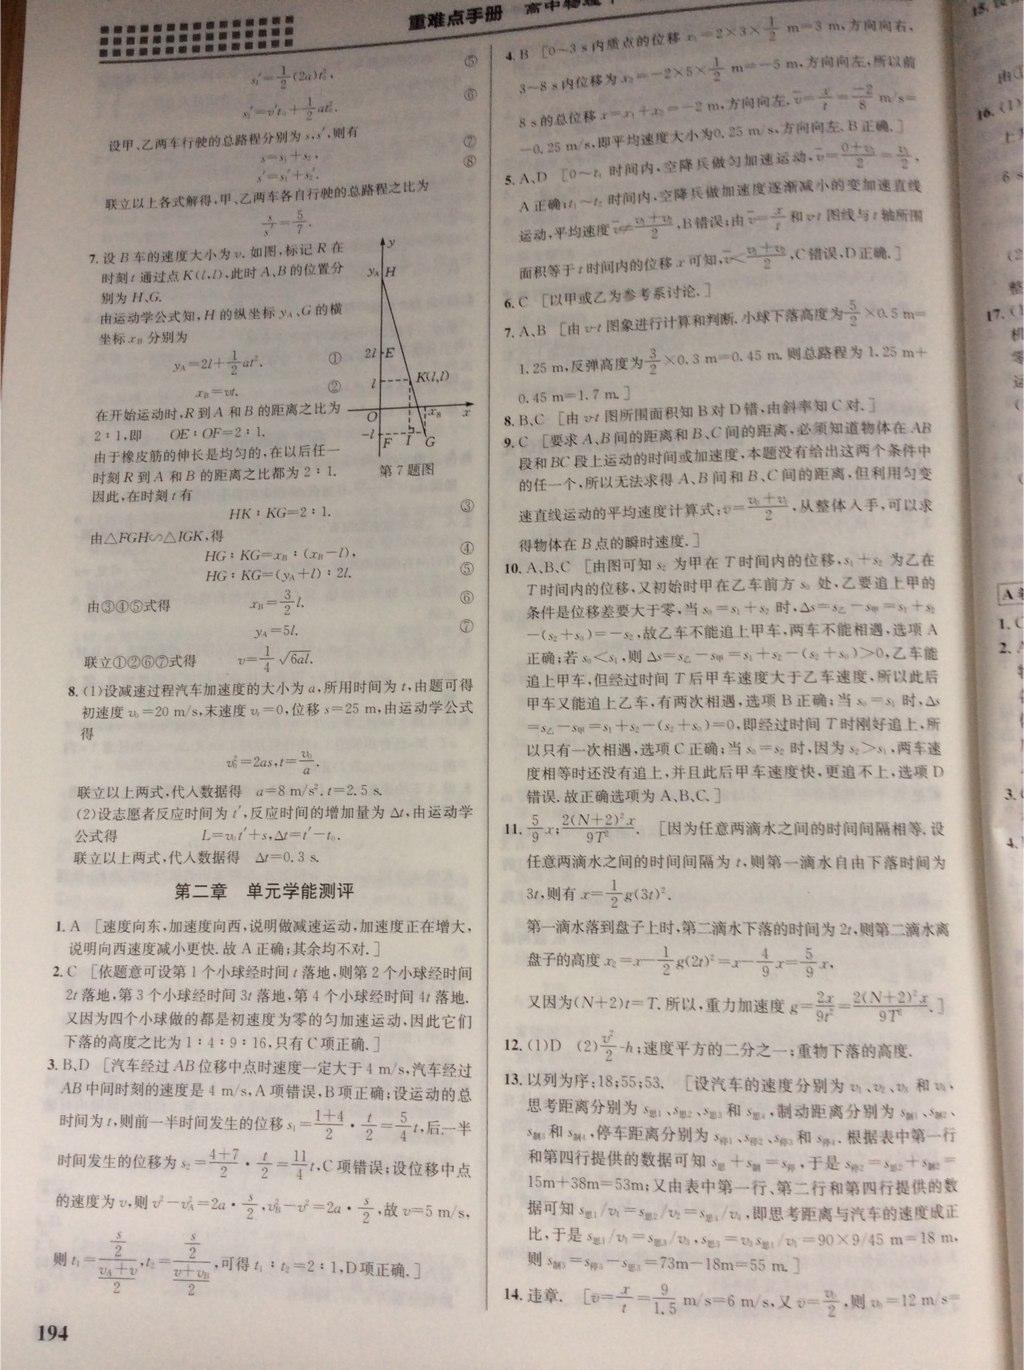 重难点手册 高中物理
s₁′=1/2(2a)t₀², ⑤
s₂′=v′t₀+1/2at₀². ⑥
设甲、乙两车行驶的总路程分别为s、s′,则有
s=s₁+s₂, ⑦
s′=s₁′+s₂′. ⑧
联立以上各式解得,甲、乙两车各自行驶的总路程之比为
s/s′=5/7.
7. 设B车的速度大小为v. 如图,标记R在
时刻t通过点K(l,l),此时A、B的位置分
别为H、G.
由运动学公式知,H的纵坐标y_A、G的横
坐标x_B分别为
y_A=2l+1/2at². ①
x_B=vt. ②
在开始运动时,R到A和B的距离之比为
2∶1,即 OE∶OF=2∶1.
由于橡皮筋的伸长是均匀的,在以后任一
时刻R到A和B的距离之比都为2∶1.
因此,在时刻t有
HK∶KG=2∶1. ③
由△FGH∽△IGK,得
HG∶KG=x_B∶(x_B-l), ④
HG∶KG=(y_A+l)∶2l. ⑤
由③④⑤式得 x_B=3/2l. ⑥
y_A=5l. ⑦
联立①②⑥⑦式得 v=1/4√6al.
y
y_A H
2l E
l K(l,l)
O x_B x
-l F I G
第7题图
8. (1)设减速过程汽车加速度的大小为a,所用时间为t,由题可得
初速度v₀=20 m/s,末速度vₜ=0,位移s=25 m,由运动学公式
得
v₀²=2as,t=v₀/a.
联立以上两式,代入数据得 a=8 m/s². t=2.5 s.
(2)设志愿者反应时间为t′,反应时间的增加量为Δt,由运动学
公式得 L=v₀t′+s,Δt=t′-t₀.
联立以上两式,代入数据得 Δt=0.3 s.
第二章 单元学能测评
1. A [速度向东,加速度向西,说明做减速运动,加速度正在增大,
说明向西速度减小更快. 故A正确;其余均不对.]
2. C [依题意可设第1个小球经时间t落地,则第2个小球经时间
2t落地,第3个小球经时间3t落地,第4个小球经时间4t落地.
又因为四个小球做的都是初速度为零的匀加速运动,因此它们
下落的高度之比为1∶4∶9∶16,只有C项正确.]
3. B、D [汽车经过AB位移中点时速度一定大于4 m/s,汽车经过
AB中间时刻的速度是4 m/s,A项错误,B项正确;设运动的总
时间为t,则前一半时间发生的位移s₁=(1+4)/2·t/2=5/4t,后一半
时间发生的位移为s₂=(4+7)/2·t/2=11/4t,C项错误;设位移中点
的速度为v,则v²-v_A²=2a·s/2,v_B²-v²=2a·s/2,故v=5 m/s,
则t₁=(s/2)/((v_A+v)/2),t₂=(s/2)/((v+v_B)/2),可得t₁∶t₂=2∶1,D项正确.]
194
4. B [0~3 s内质点的位移x₁=2×3×1/2 m=3 m,方向向右,
3~8 s内位移为x₂=-2×5×1/2 m=-5 m,方向向左,所以前
8 s的总位移x=x₁+x₂=-2 m,方向向左. v̄=x/t=-2/8 m/s=
-0.25 m/s,即平均速度大小为0.25 m/s,方向向左. B正确.]
5. A、D [0~t₁时间内,空降兵做匀加速运动,v̄=(0+v₂)/2=v₂/2,
A正确;t₁~t₂时间内,空降兵做加速度逐渐减小的变加速直线
运动,平均速度v̄≠(v₁+v₂)/2,B错误;由v̄=x/t和v-t图线与t轴所围
面积等于t时间内的位移x可知,v̄<(v₁+v₂)/2,C错误,D正确.]
6. C [以甲或乙为参考系讨论.]
7. A、B [由v-t图象进行计算和判断. 小球下落高度为5/2×0.5 m=
1.25 m,反弹高度为3/2×0.3 m=0.45 m. 则总路程为1.25 m+
0.45 m=1.7 m.]
8. B、C [由v-t图所围面积知B对D错,由斜率知C对.]
9. C [要求A、B间的距离和B、C间的距离,必须知道物体在AB
段和BC段上运动的时间或加速度,本题没有给出这两个条件中
的任一个,所以无法求得A、B间和B、C间的距离,但利用匀变
速直线运动的平均速度计算式:v̄=(v₀+vₜ)/2,从整体入手,可以求
得物体在B点的瞬时速度.]
10. A、B、C [由图可知s₂为甲在T时间内的位移,s₁+s₂为乙在
T时间内的位移,又初始时甲在乙车前方s₀处,乙要追上甲的
条件是位移差要大于零,当s₀=s₁+s₂时,Δs=s乙-s甲=s₁+s₂
-(s₂+s₀)=-s₂,故乙车不能追上甲车,两车不能相遇,选项A
正确;若s₀<s₁,则Δs=s乙-s甲=s₁+s₂-(s₂+s₀)>0,乙车能
追上甲车,但经过时间T后甲车速度大于乙车速度,所以此后
甲车又能追上乙车,有两次相遇,选项B正确;当s₀=s₁时,Δs
=s乙-s甲=s₁+s₂-(s₂+s₀)=0,即经过时间T时刚好追上,所
以只有一次相遇,选项C正确;当s₀=s₂时,因为s₂>s₁,两车速
度相等时还没有追上,并且此后甲车速度快,更追不上,选项D
错误. 故正确选项为A、B、C.]
11. 5/9x;2(N+2)²x/9T². [因为任意两滴水之间的时间间隔相等. 设
任意两滴水之间的时间间隔为t,则第一滴水自由下落时间为
3t,则有x=1/2g(3t)².
第一滴水落到盘子上时,第二滴水下落的时间为2t,则第二滴水离
盘子的高度x₂=x-1/2g(2t)²=x-4/9x=5/9x,
又因为(N+2)t=T. 所以,重力加速度g=2x/9t²=2(N+2)²x/9T².]
12. (1)D (2)v²/2-h;速度平方的二分之一;重物下落的高度.
13. 以列为序:18;55;53. [设汽车的速度分别为v₁、v₂、v₃和v₄,
思考距离分别为s思1、s思2、s思3和s思4,制动距离分别为s制1、s制2、
s制3和s制4,停车距离分别为s停1、s停2、s停3和s停4. 根据表中第一行
和第四行提供的数据可知s思+s制=s停,于是s停2=s思2+s制2=
15m+38m=53m;又由表中第一行、第二行和第四行提供的数
据可知s思1/v₁=s思2/v₂=s思4/v₄,即思考距离与汽车的速度成正
比,于是s思1/v₁=s思3/v₃,s思3=v₃s思1/v₁=90×9/45 m=18 m,
则s制3=s停3-s思3=73m-18m=55 m.]
14. 违章. [v̄=x/t=9/1.5 m/s=6 m/s,又v̄=v₀/2,则v₀=12 m/s=